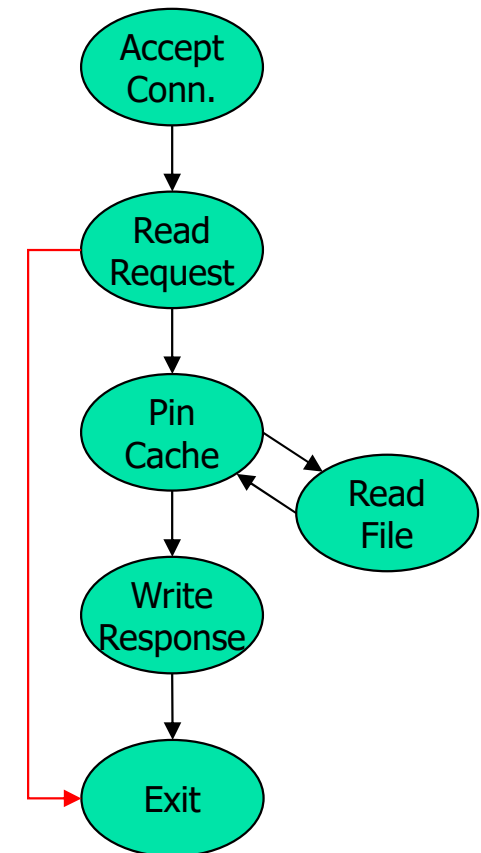 Accept
Conn.
Read
Request
Pin
Cache
Read
File
Write
Response
Exit